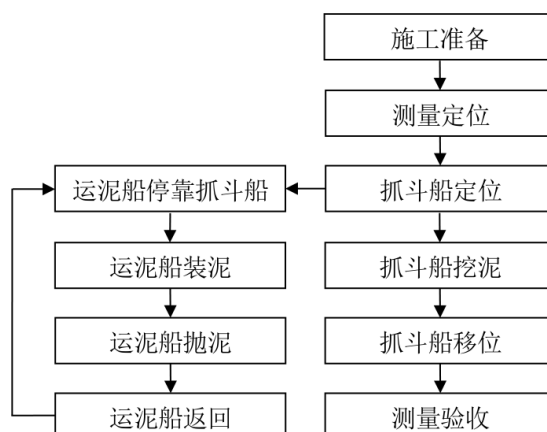 施工准备
测量定位
运泥船停靠抓斗船
抓斗船定位
运泥船装泥
抓斗船挖泥
运泥船抛泥
抓斗船移位
运泥船返回
测量验收